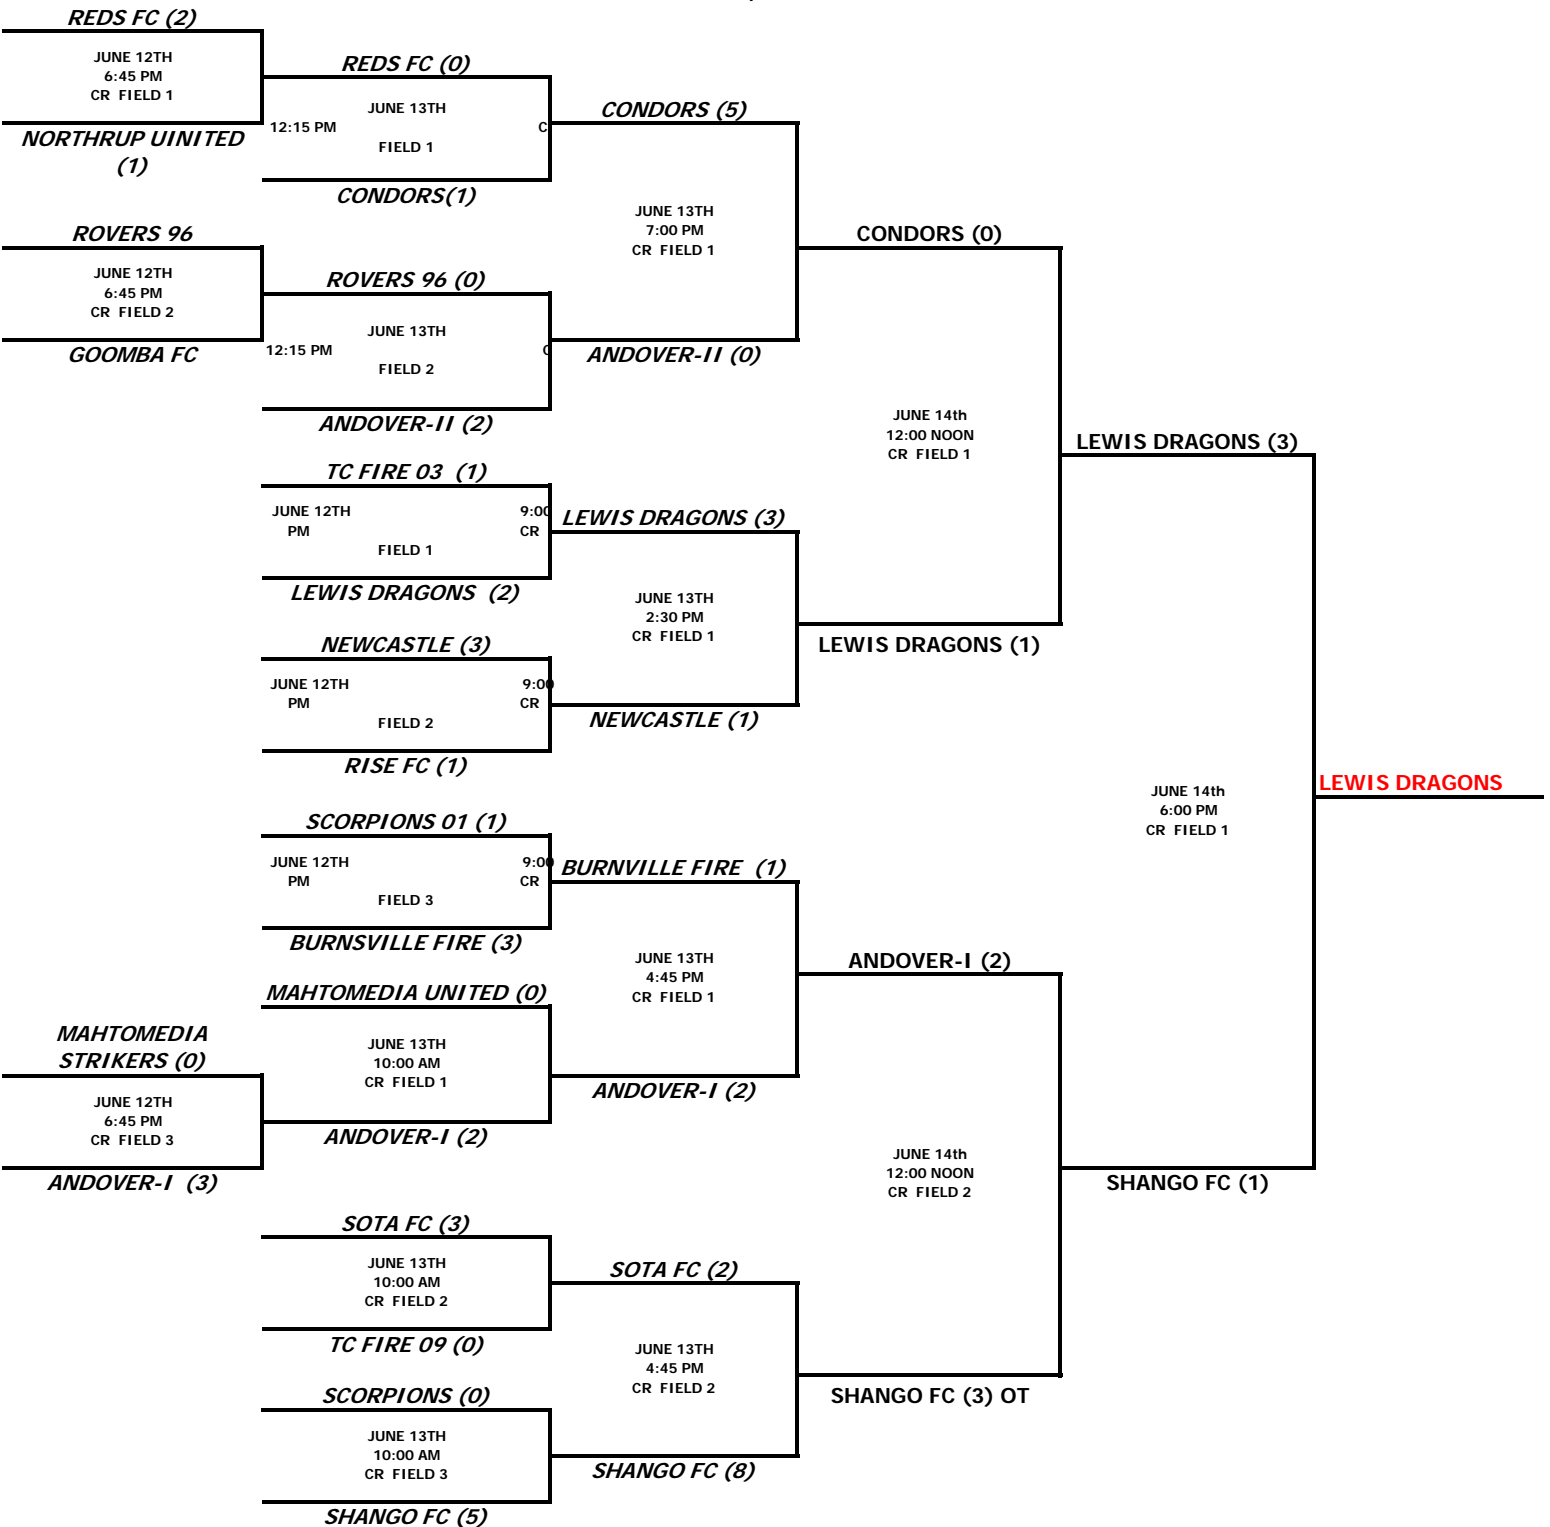 REDS FC (2)
JUNE 12TH
6:45 PM
CR FIELD 1
NORTHRUP UINITED
(1)
REDS FC (0)
JUNE 13TH
12:15 PM C
FIELD 1
CONDORS(1)
CONDORS (5)
ROVERS 96
JUNE 12TH
6:45 PM
CR FIELD 2
GOOMBA FC
ROVERS 96 (0)
JUNE 13TH
12:15 PM C
FIELD 2
ANDOVER-II (2)
JUNE 13TH
7:00 PM
CR FIELD 1
ANDOVER-II (0)
CONDORS (0)
TC FIRE 03 (1)
JUNE 12TH 9:00
PM CR
FIELD 1
LEWIS DRAGONS (2)
LEWIS DRAGONS (3)
NEWCASTLE (3)
JUNE 12TH 9:00
PM CR
FIELD 2
RISE FC (1)
JUNE 13TH
2:30 PM
CR FIELD 1
NEWCASTLE (1)
JUNE 14th
12:00 NOON
CR FIELD 1
LEWIS DRAGONS (1)
LEWIS DRAGONS (3)
SCORPIONS 01 (1)
JUNE 12TH 9:00
PM CR
FIELD 3
BURNSVILLE FIRE (3)
BURNVILLE FIRE (1)
MAHTOMEDIA
STRIKERS (0)
JUNE 12TH
6:45 PM
CR FIELD 3
ANDOVER-I (3)
MAHTOMEDIA UNITED (0)
JUNE 13TH
10:00 AM
CR FIELD 1
ANDOVER-I (2)
JUNE 13TH
4:45 PM
CR FIELD 1
ANDOVER-I (2)
ANDOVER-I (2)
SOTA FC (3)
JUNE 13TH
10:00 AM
CR FIELD 2
TC FIRE 09 (0)
SOTA FC (2)
SCORPIONS (0)
JUNE 13TH
10:00 AM
CR FIELD 3
SHANGO FC (5)
JUNE 13TH
4:45 PM
CR FIELD 2
SHANGO FC (8)
JUNE 14th
12:00 NOON
CR FIELD 2
SHANGO FC (3) OT
JUNE 14th
6:00 PM
CR FIELD 1
SHANGO FC (1)
LEWIS DRAGONS